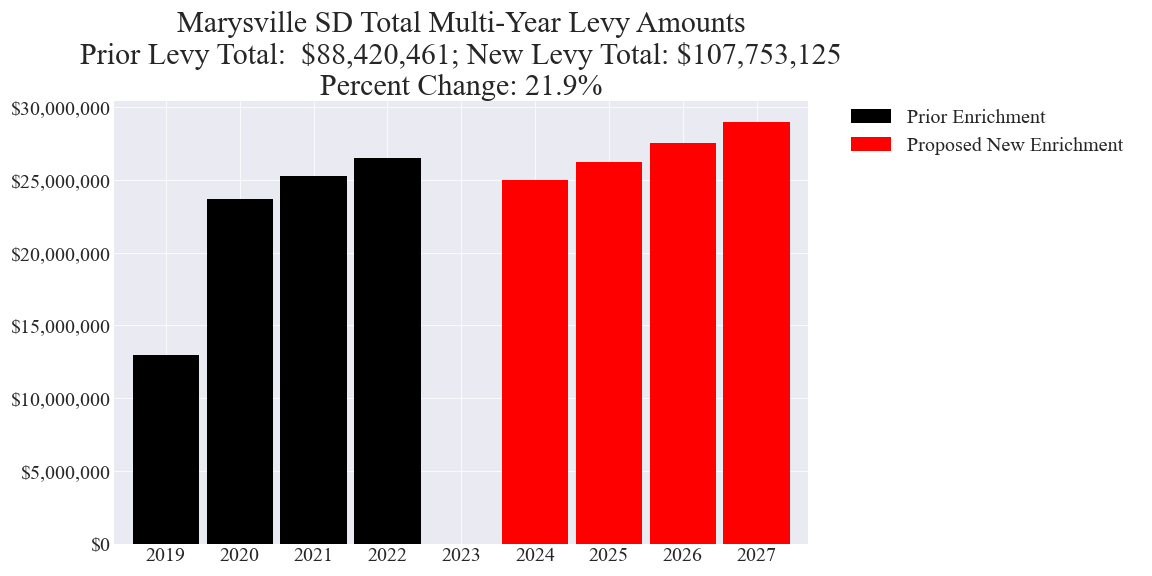 Marysville SD Total Multi-Year Levy Amounts
Prior Levy Total:  $88,420,461; New Levy Total: $107,753,125
Percent Change: 21.9%
$30,000,000
$25,000,000
$20,000,000
$15,000,000
$10,000,000
$5,000,000
$0
2019 2020 2021 2022 2023 2024 2025 2026 2027
Prior Enrichment
Proposed New Enrichment